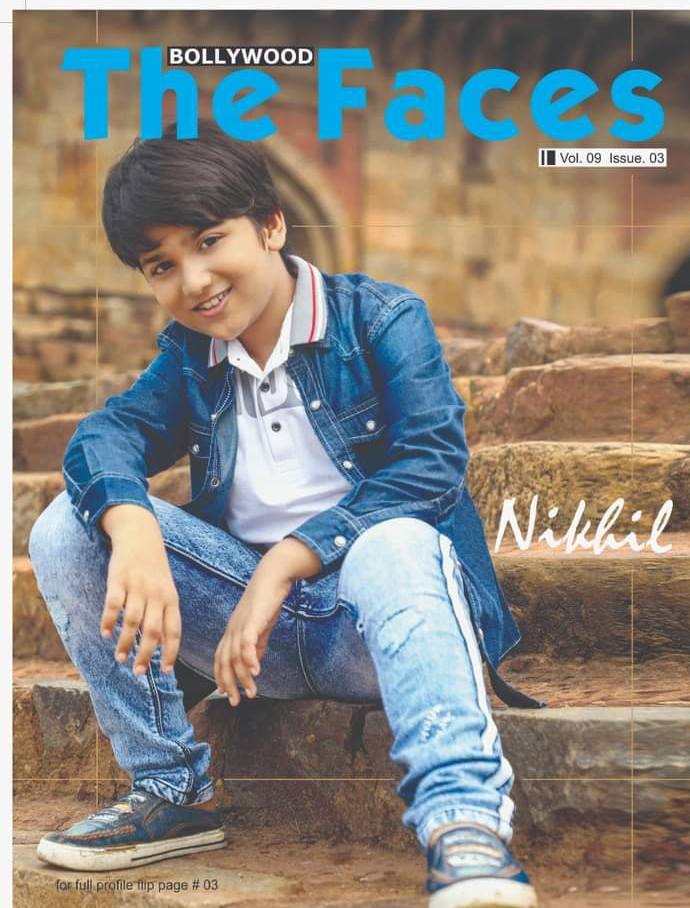 BOLLYWOOD
The Faces
Vol. 09 Issue. 03
Nikhil
for full profile flip page # 03